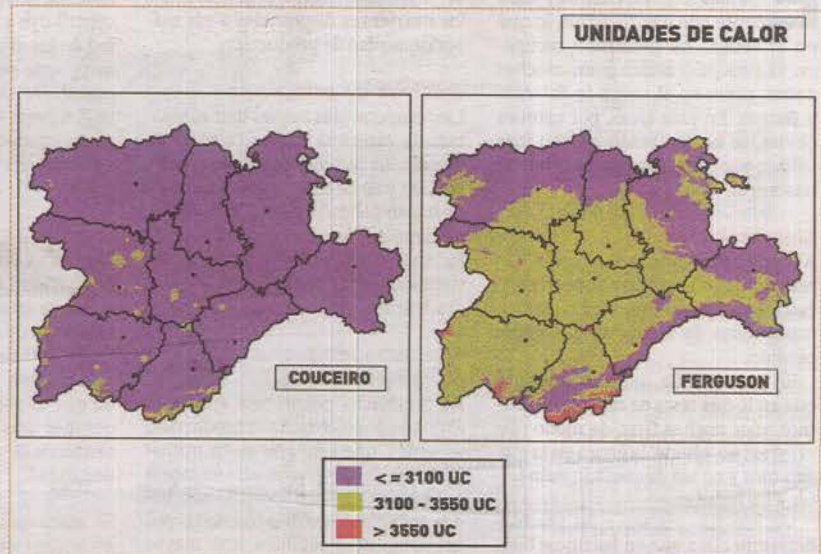 UNIDADES DE CALOR
COUCEIRO
FERGUSON
< = 3100 UC
3100 - 3550 UC
> 3550 UC